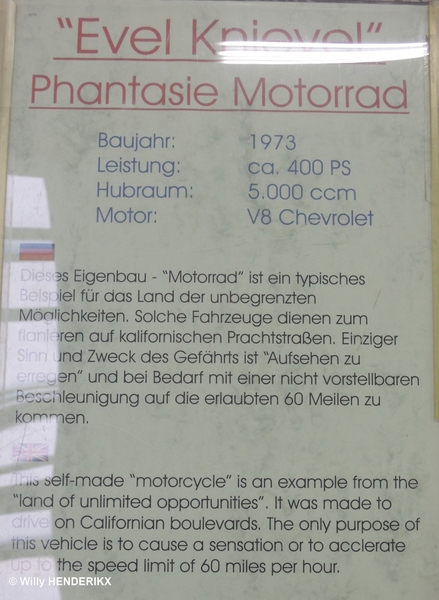 "Evel Knievel"
Phantasie Motorrad
Baujahr: 1973
Leistung: ca. 400 PS
Hubraum: 5.000 ccm
Motor: V8 Chevrolet
Dieses Eigenbau - "Motorrad" ist ein typisches
Beispiel für das Land der unbegrenzten
Möglichkeiten. Solche Fahrzeuge dienen zum
flanieren auf kalifornischen Prachtstraßen. Einziger
Sinn und Zweck des Gefährts ist "Aufsehen zu
erregen" und bei Bedarf mit einer nicht vorstellbaren
Beschleunigung auf die erlaubten 60 Meilen zu
kommen.
This self-made "motorcycle" is an example from the
"land of unlimited opportunities". It was made to
drive on Californian boulevards. The only purpose of
this vehicle is to cause a sensation or to acclerate
up to the speed limit of 60 miles per hour.
© Willy HENDERIKX